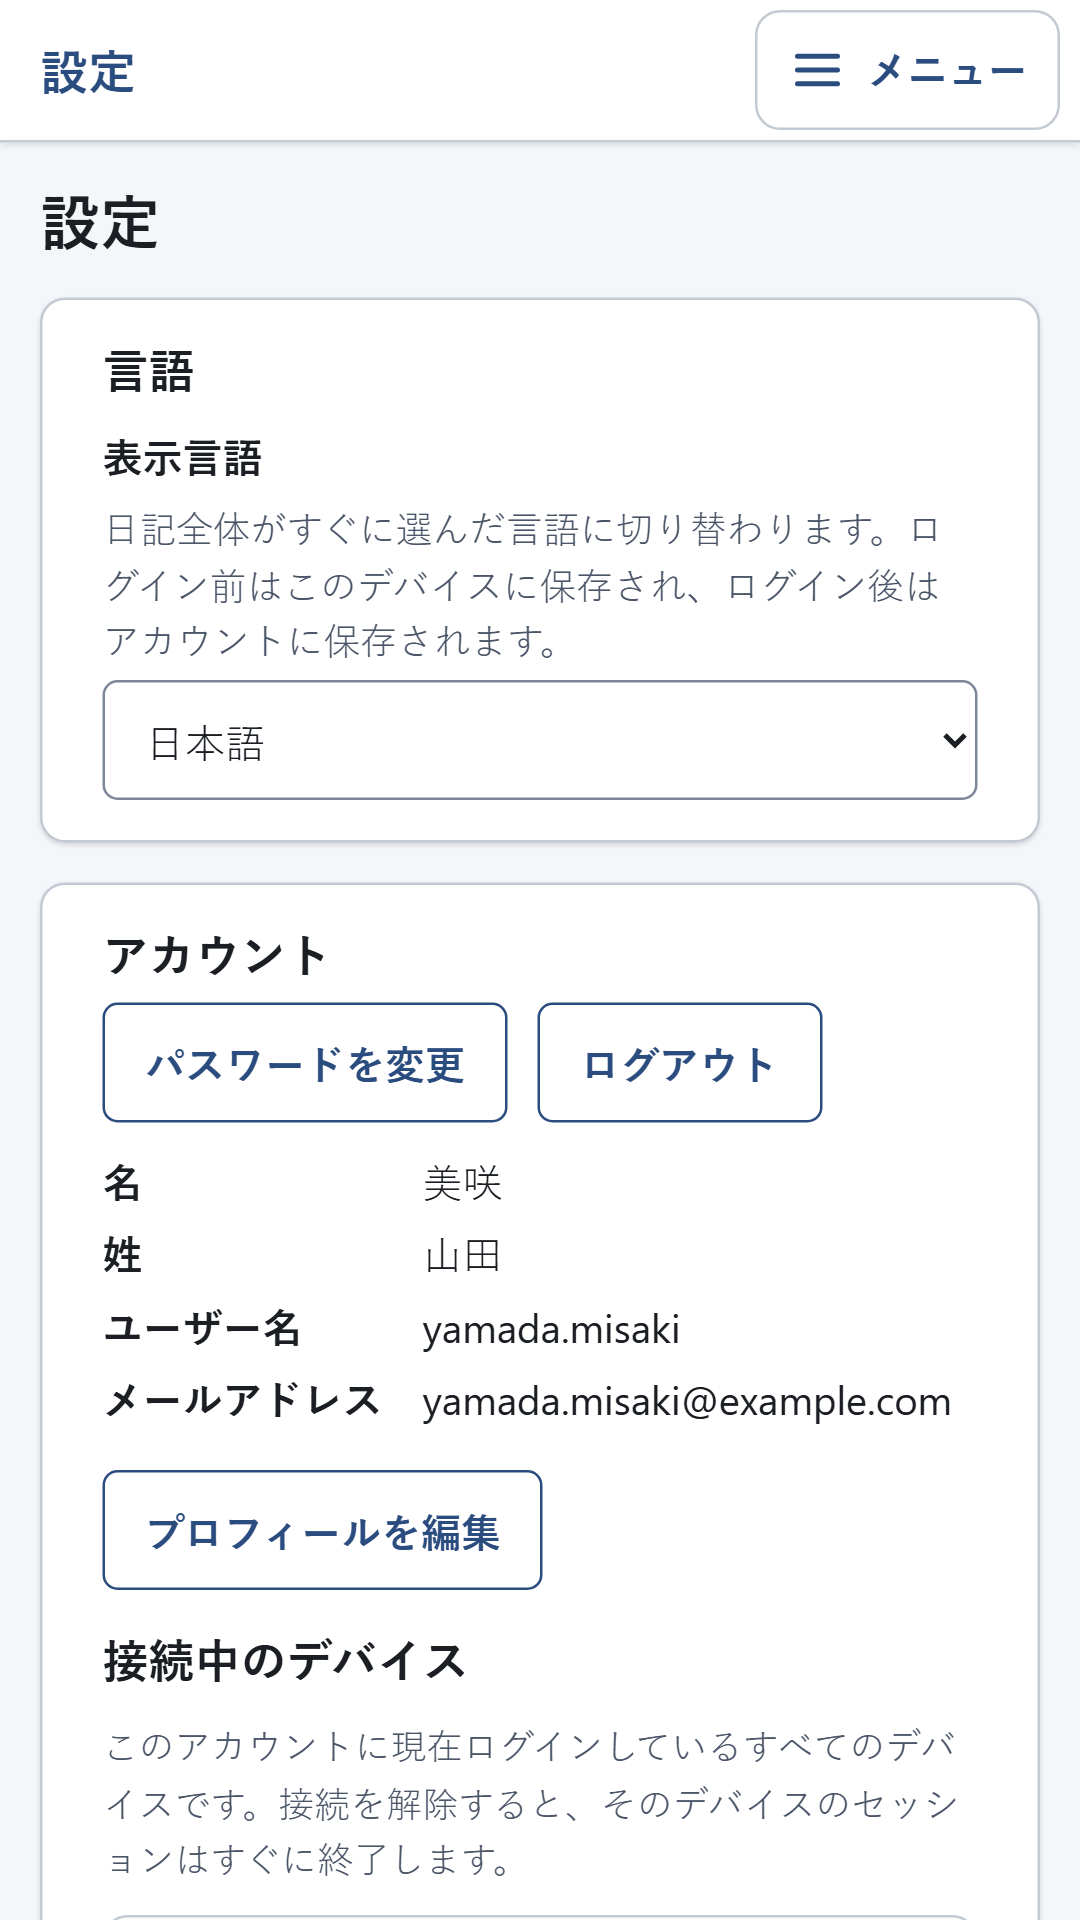 設定
メニュー
設定
言語
表示言語
日記全体がすぐに選んだ言語に切り替わります。ロ
グイン前はこのデバイスに保存され、ログイン後は
アカウントに保存されます。
日本語
アカウント
パスワードを変更
ログアウト
名 美咲
姓 山田
ユーザー名 yamada.misaki
メールアドレス yamada.misaki@example.com
プロフィールを編集
接続中のデバイス
このアカウントに現在ログインしているすべてのデバ
イスです。接続を解除すると、そのデバイスのセッシ
ョンはすぐに終了します。